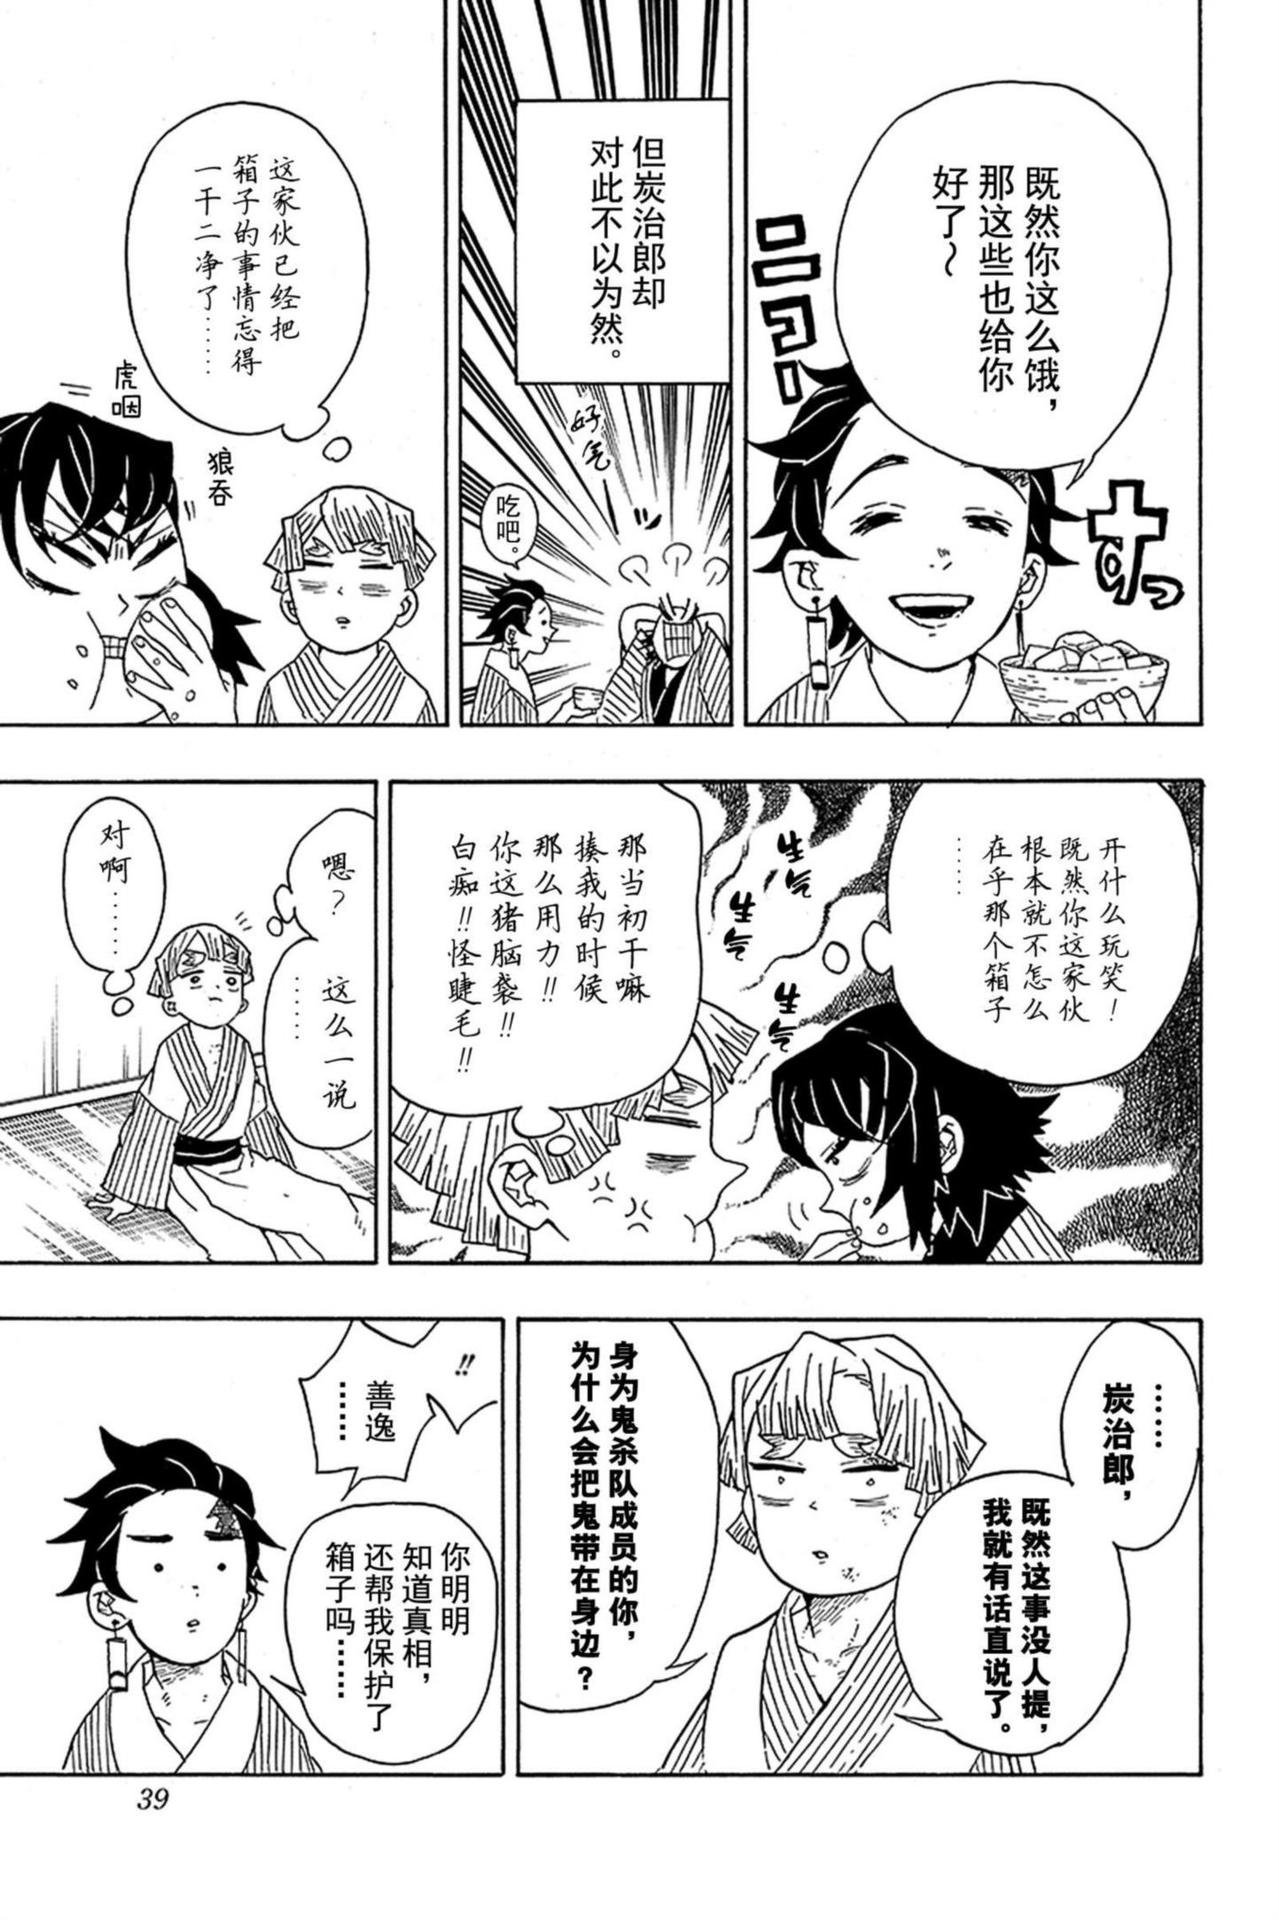 既然你这么饿，
那这些也给你
好了～
但炭治郎却
对此不以为然。
好气
吃吧。
这家伙已经把
箱子的事情忘得
一干二净了……
虎咽
狼吞
开什么玩笑！
既然你这家伙
根本就不怎么
在乎那个箱子
……
生气
生气
生气
那当初干嘛
揍我的时候
那么用力！！
你这猪脑袋！！
白痴！！怪睫毛！！
嗯？这么一说
……
对啊……
……
炭治郎，
既然这事没人提，
我就有话直说了。
身为鬼杀队成员的你，
为什么会把鬼带在身边？
！！
善逸
……
你明明
知道真相，
还帮我保护了
箱子吗……
39